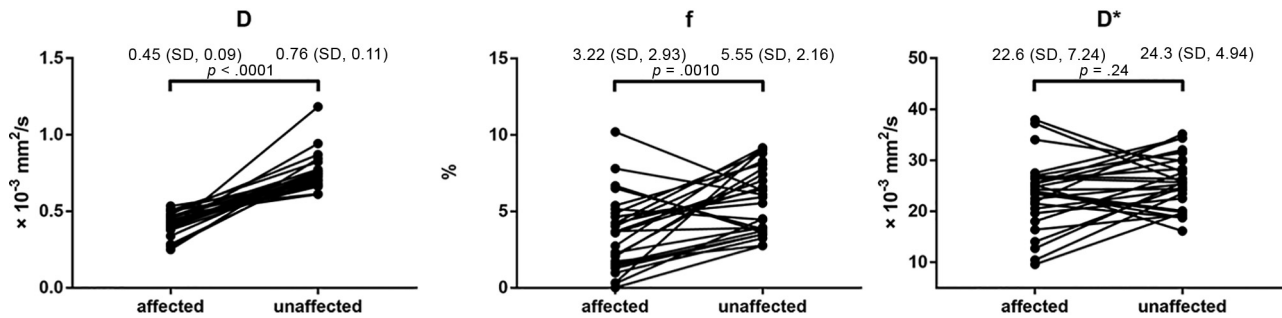 D
0.45 (SD, 0.09) 0.76 (SD, 0.11)
p < .0001
1.5
1.0
0.5
0.0
× 10⁻³ mm²/s
affected unaffected
f
3.22 (SD, 2.93) 5.55 (SD, 2.16)
p = .0010
15
10
5
0
%
affected unaffected
D*
22.6 (SD, 7.24) 24.3 (SD, 4.94)
p = .24
50
40
30
20
10
× 10⁻³ mm²/s
affected unaffected